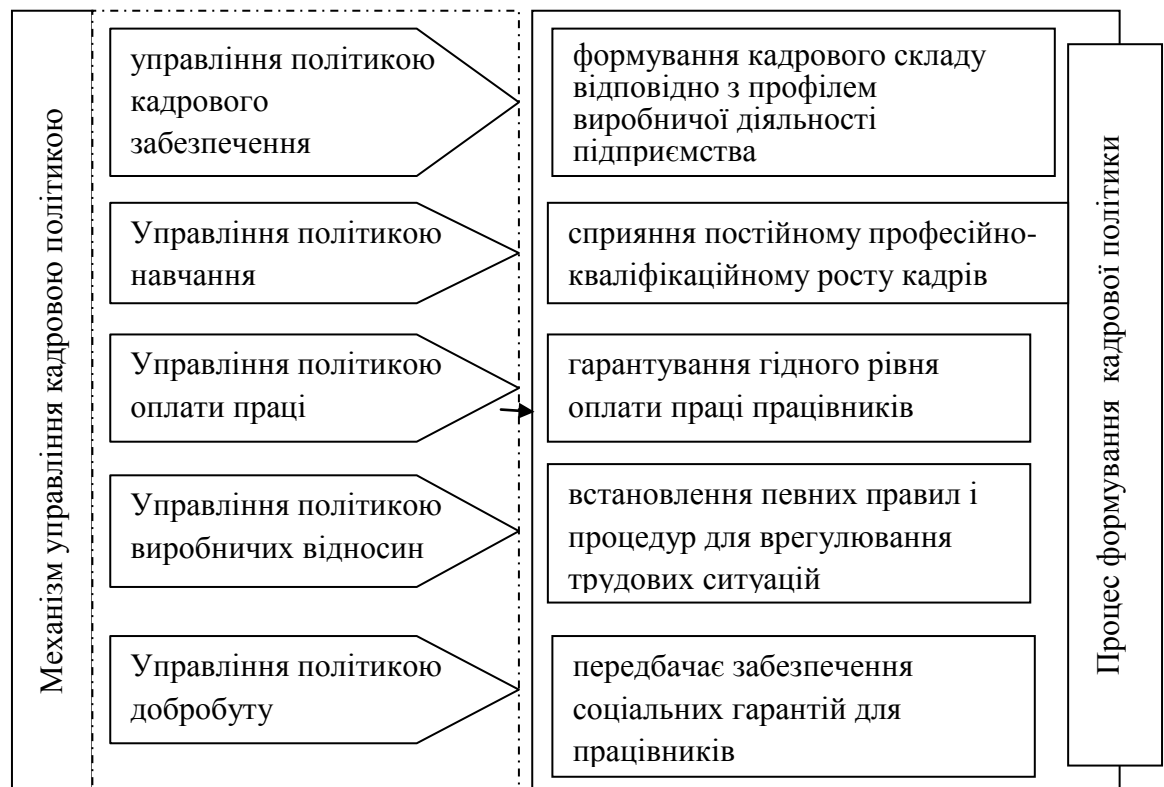 Механізм управління кадровою політикою
управління політикою
кадрового
забезпечення
формування кадрового складу
відповідно з профілем
виробничої діяльності
підприємства
Управління політикою
навчання
сприяння постійному професійно-
кваліфікаційному росту кадрів
Управління політикою
оплати праці
гарантування гідного рівня
оплати праці працівників
Управління політикою
виробничих відносин
встановлення певних правил і
процедур для врегулювання
трудових ситуацій
Управління політикою
добробуту
передбачає забезпечення
соціальних гарантій для
працівників
Процес формування кадрової політики